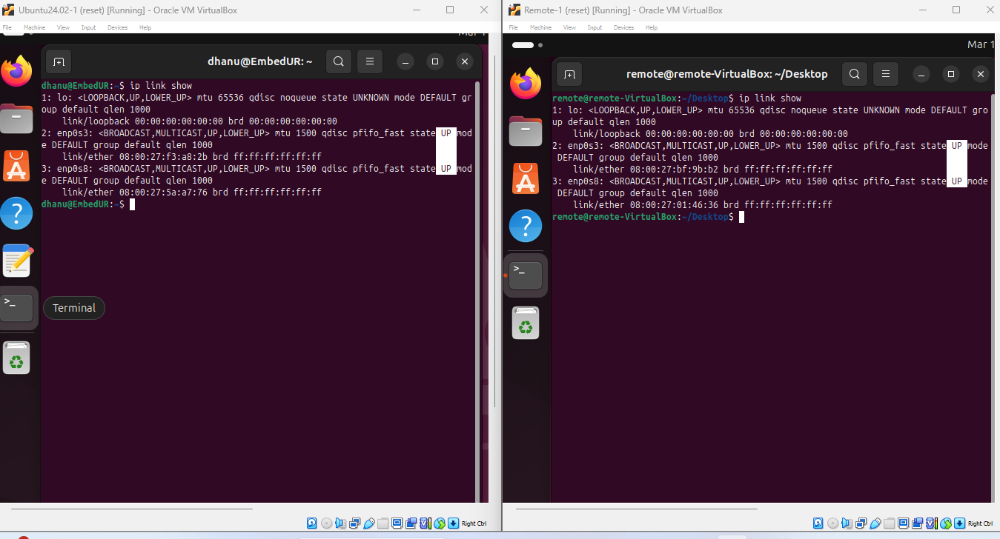 Ubuntu24.02-1 (reset) [Running] - Oracle VM VirtualBox
File Machine View Input Devices Help
dhanu@EmbedUR: ~
dhanu@EmbedUR:~$ ip link show
1: lo: <LOOPBACK,UP,LOWER_UP> mtu 65536 qdisc noqueue state UNKNOWN mode DEFAULT gr
oup default qlen 1000
link/loopback 00:00:00:00:00:00 brd 00:00:00:00:00:00
2: enp0s3: <BROADCAST,MULTICAST,UP,LOWER_UP> mtu 1500 qdisc pfifo_fast state UP mod
e DEFAULT group default qlen 1000
link/ether 08:00:27:f3:a8:2b brd ff:ff:ff:ff:ff:ff
3: enp0s8: <BROADCAST,MULTICAST,UP,LOWER_UP> mtu 1500 qdisc pfifo_fast state UP mod
e DEFAULT group default qlen 1000
link/ether 08:00:27:5a:a7:76 brd ff:ff:ff:ff:ff:ff
dhanu@EmbedUR:~$
>_
Terminal
Right Ctrl
Remote-1 (reset) [Running] - Oracle VM VirtualBox
File Machine View Input Devices Help
Mar 1
remote@remote-VirtualBox: ~/Desktop
remote@remote-VirtualBox:~/Desktop$ ip link show
1: lo: <LOOPBACK,UP,LOWER_UP> mtu 65536 qdisc noqueue state UNKNOWN mode DEFAULT gro
up default qlen 1000
link/loopback 00:00:00:00:00:00 brd 00:00:00:00:00:00
2: enp0s3: <BROADCAST,MULTICAST,UP,LOWER_UP> mtu 1500 qdisc pfifo_fast state UP mode
DEFAULT group default qlen 1000
link/ether 08:00:27:bf:9b:b2 brd ff:ff:ff:ff:ff:ff
3: enp0s8: <BROADCAST,MULTICAST,UP,LOWER_UP> mtu 1500 qdisc pfifo_fast state UP mode
DEFAULT group default qlen 1000
link/ether 08:00:27:01:46:36 brd ff:ff:ff:ff:ff:ff
remote@remote-VirtualBox:~/Desktop$
>_
Right Ctrl